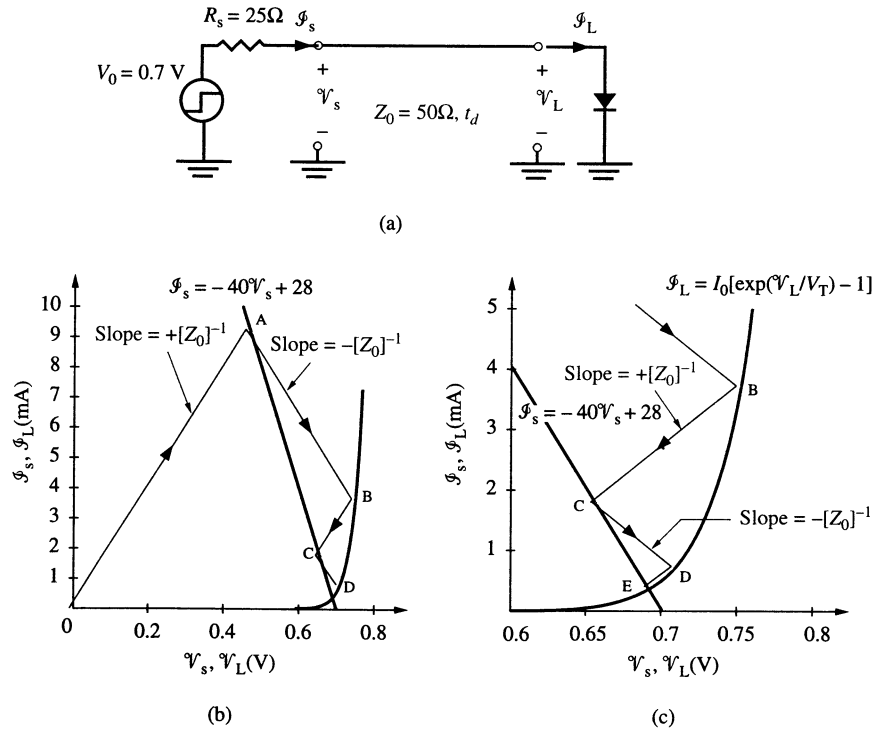 R_s = 25Ω
𝒥_s
𝒥_L
V_0 = 0.7 V
+
𝒱_s
−
Z_0 = 50Ω, t_d
+
𝒱_L
−
(a)
𝒥_s = − 40𝒱_s + 28
Slope = +[Z_0]^−1
A
Slope = −[Z_0]^−1
𝒥_s, 𝒥_L (mA)
10
9
8
7
6
5
4
3
2
1
B
C
D
0
0.2
0.4
0.6
0.8
𝒱_s, 𝒱_L (V)
(b)
𝒥_L = I_0[exp(𝒱_L/V_T) − 1]
Slope = +[Z_0]^−1
𝒥_s = − 40𝒱_s + 28
𝒥_s, 𝒥_L (mA)
5
4
3
2
1
B
C
Slope = −[Z_0]^−1
E
D
0.6
0.65
0.7
0.75
0.8
𝒱_s, 𝒱_L (V)
(c)